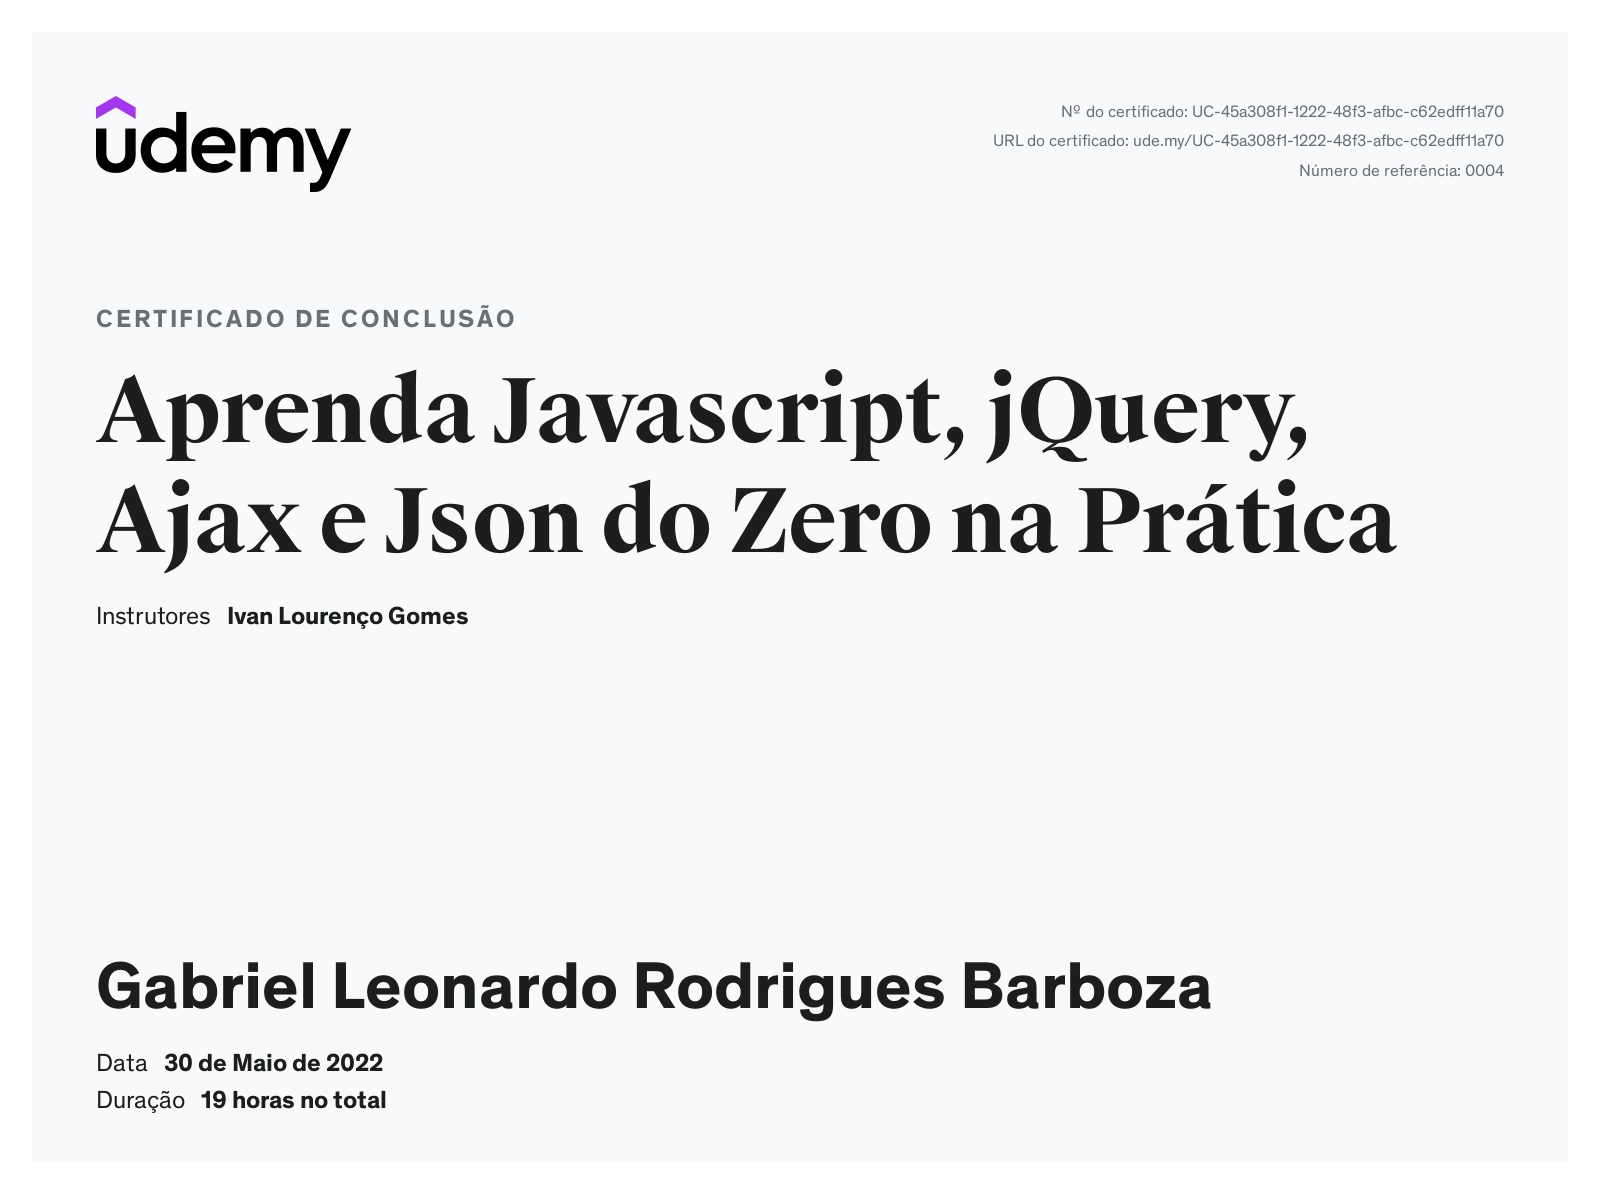 udemy
Nº do certificado: UC-45a308f1-1222-48f3-afbc-c62edff11a70
URL do certificado: ude.my/UC-45a308f1-1222-48f3-afbc-c62edff11a70
Número de referência: 0004
CERTIFICADO DE CONCLUSÃO
Aprenda Javascript, jQuery,
Ajax e Json do Zero na Prática
Instrutores Ivan Lourenço Gomes
Gabriel Leonardo Rodrigues Barboza
Data 30 de Maio de 2022
Duração 19 horas no total